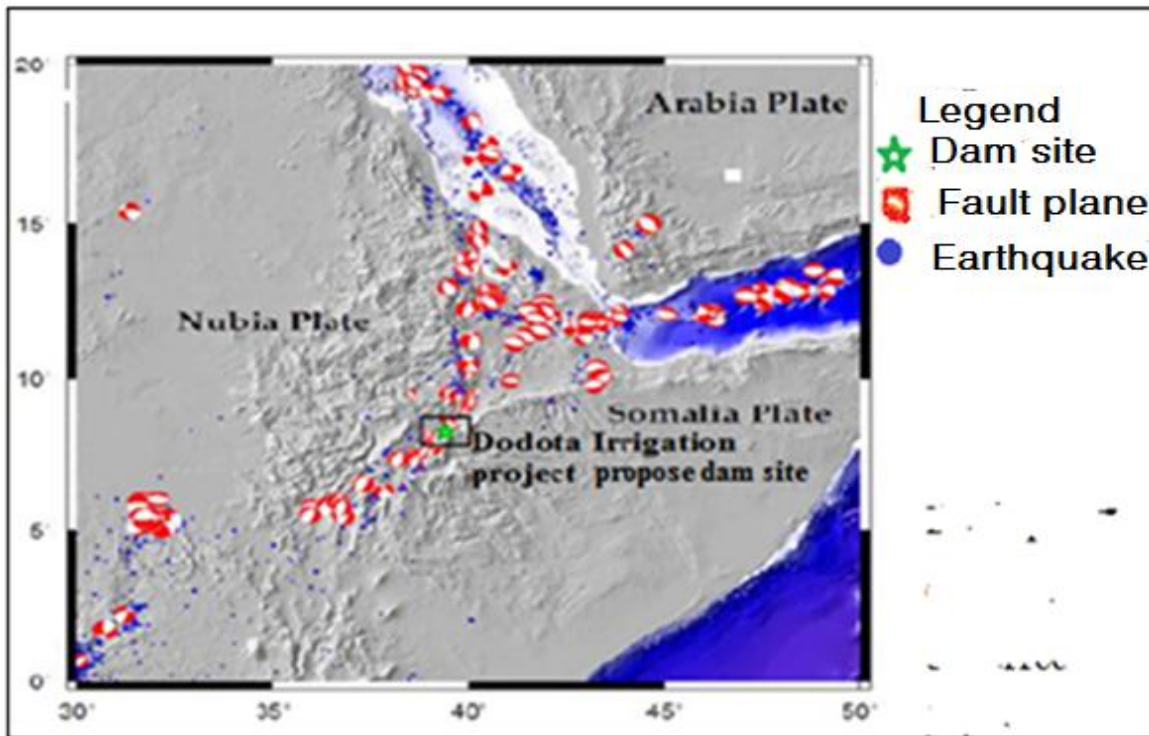 20°
Arabia Plate
Legend
Dam site
Fault plane
Earthquake
15°
Nubia Plate
10°
Somalia Plate
Dodota Irrigation
project propose dam site
5°
0°
30° 35° 40° 45° 50°